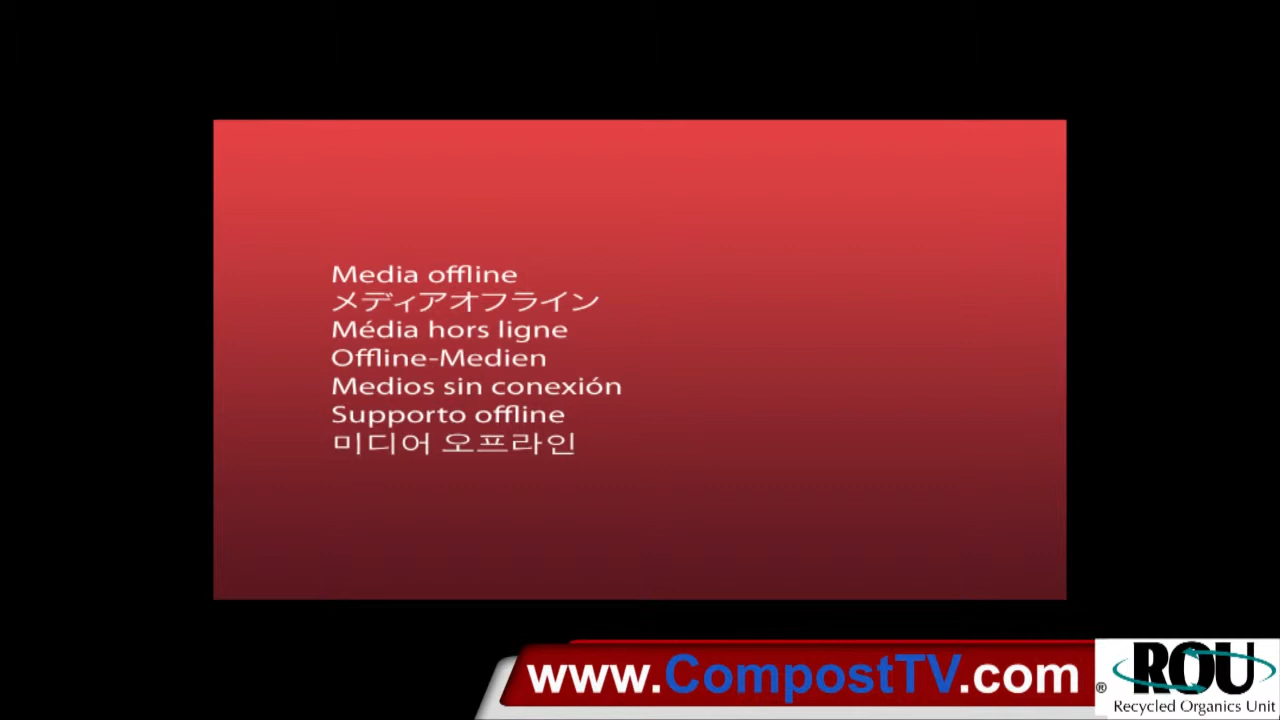 Media offline
メディアオフライン
Média hors ligne
Offline-Medien
Medios sin conexión
Supporto offline
미디어 오프라인
www.CompostTV.com
® ROU
Recycled Organics Unit